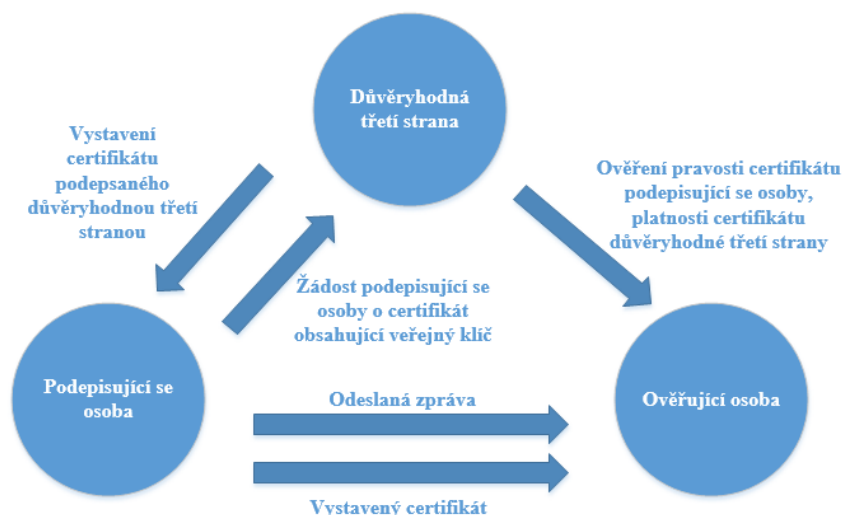 Důvěryhodná
třetí strana
Vystavení
certifikátu
podepsaného
důvěryhodnou třetí
stranou
Ověření pravosti certifikátu
podepisující se osoby,
platnosti certifikátu
důvěryhodné třetí strany
Žádost podepisující se
osoby o certifikát
obsahující veřejný klíč
Podepisující se
osoba
Odeslaná zpráva
Ověřující osoba
Vystavený certifikát